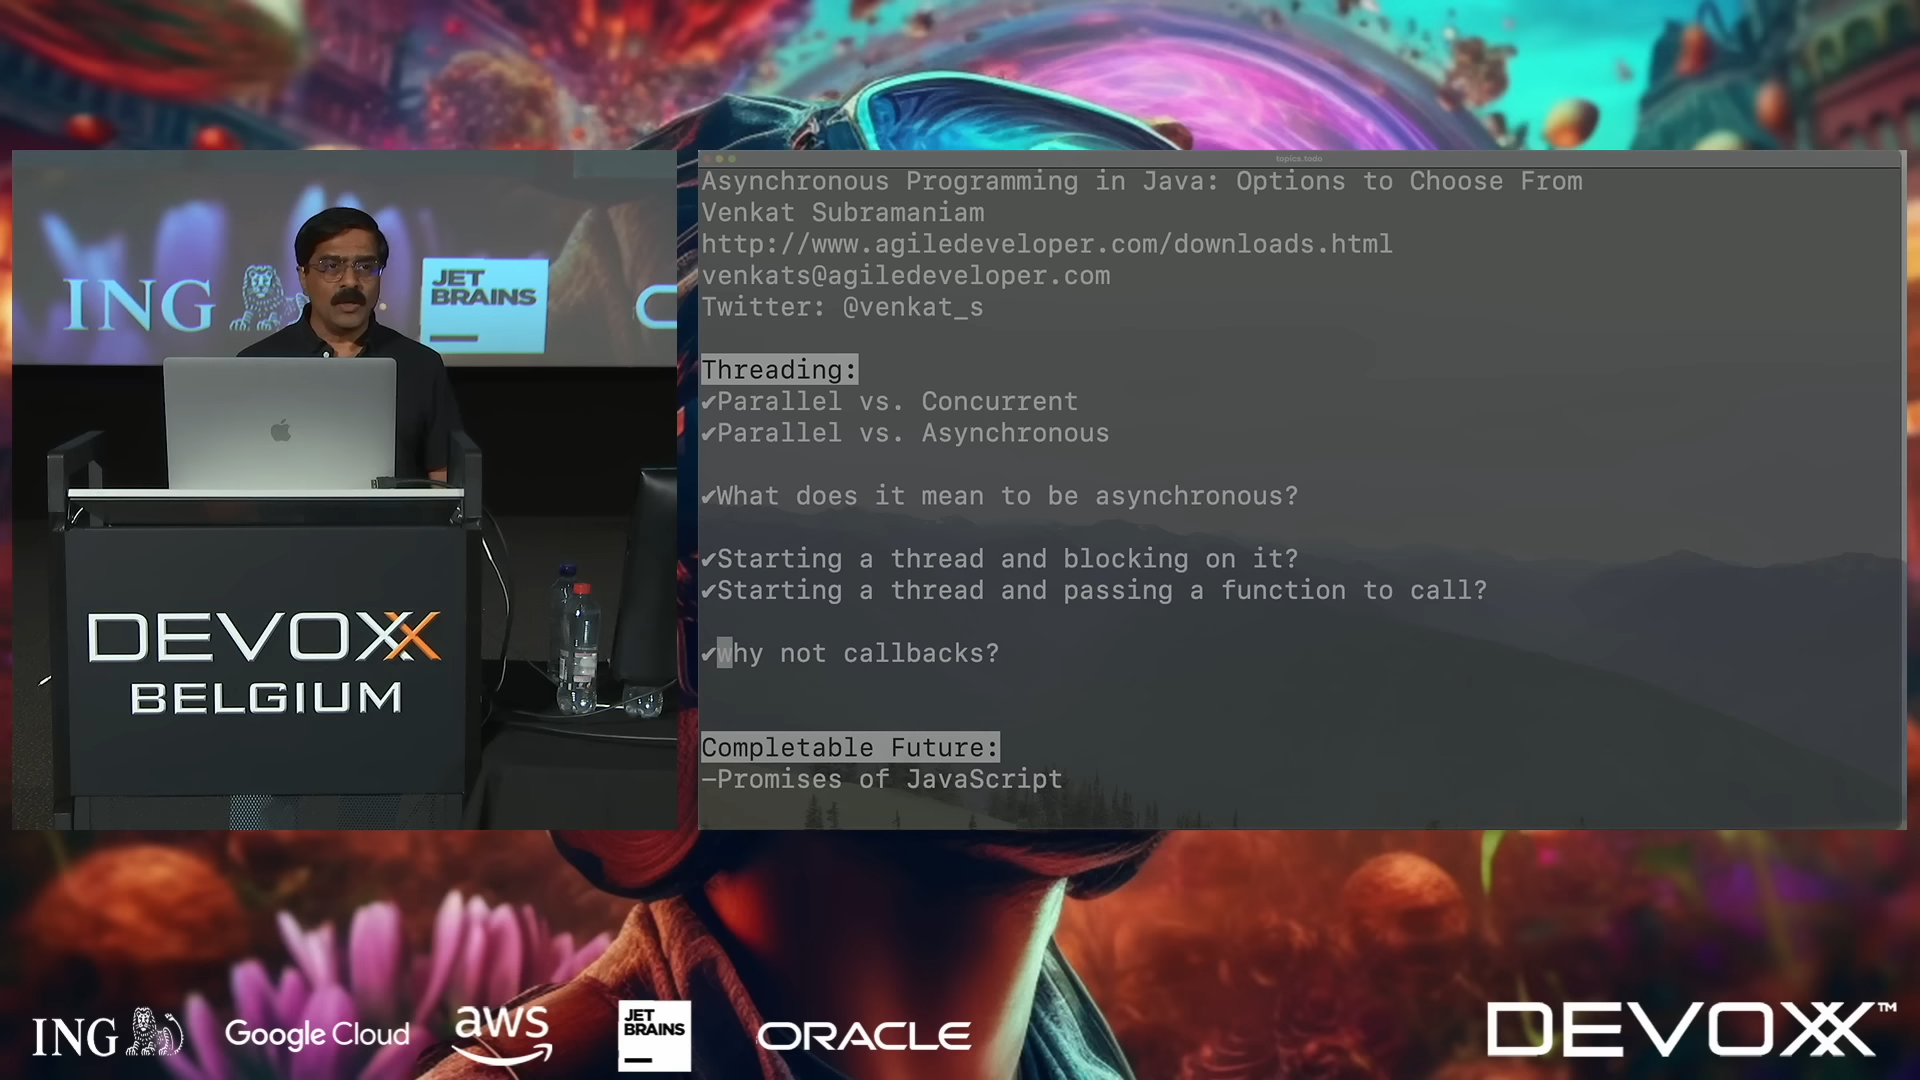 ING
JET
BRAINS
DEVOXX
BELGIUM
topics.todo
Asynchronous Programming in Java: Options to Choose From
Venkat Subramaniam
http://www.agiledeveloper.com/downloads.html
venkats@agiledeveloper.com
Twitter: @venkat_s
Threading:
✔Parallel vs. Concurrent
✔Parallel vs. Asynchronous
✔What does it mean to be asynchronous?
✔Starting a thread and blocking on it?
✔Starting a thread and passing a function to call?
✔why not callbacks?
Completable Future:
–Promises of JavaScript
ING
Google Cloud
aws
JET
BRAINS
ORACLE
DEVOXX™